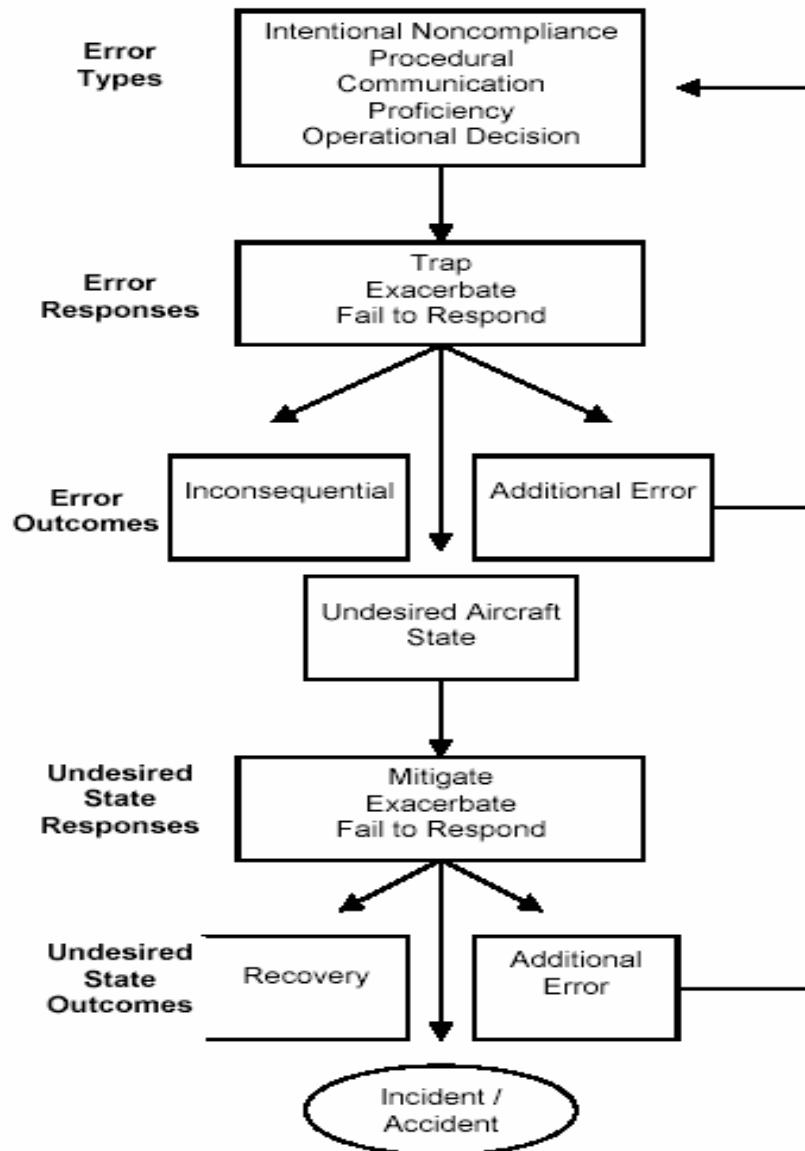 Error
Types
Intentional Noncompliance
Procedural
Communication
Proficiency
Operational Decision
Error
Responses
Trap
Exacerbate
Fail to Respond
Error
Outcomes
Inconsequential
Additional Error
Undesired Aircraft
State
Undesired
State
Responses
Mitigate
Exacerbate
Fail to Respond
Undesired
State
Outcomes
Recovery
Additional
Error
Incident /
Accident